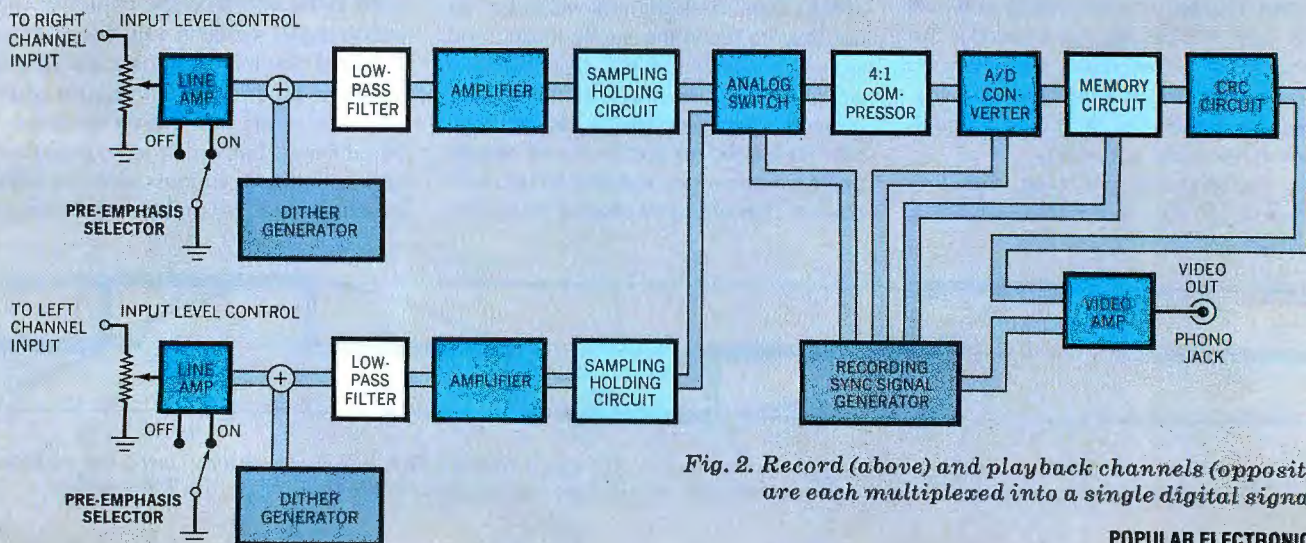 TO RIGHT
CHANNEL
INPUT
INPUT LEVEL CONTROL
LINE
AMP
OFF
ON
PRE-EMPHASIS
SELECTOR
DITHER
GENERATOR
LOW-
PASS
FILTER
AMPLIFIER
SAMPLING
HOLDING
CIRCUIT
ANALOG
SWITCH
4:1
COM-
PRESSOR
A/D
CON-
VERTER
MEMORY
CIRCUIT
CRC
CIRCUIT
RECORDING
SYNC SIGNAL
GENERATOR
VIDEO
AMP
VIDEO
OUT
PHONO
JACK
TO LEFT
CHANNEL
INPUT
INPUT LEVEL CONTROL
LINE
AMP
OFF
ON
PRE-EMPHASIS
SELECTOR
DITHER
GENERATOR
LOW-
PASS
FILTER
AMPLIFIER
SAMPLING
HOLDING
CIRCUIT
Fig. 2. Record (above) and playback channels (opposit
are each multiplexed into a single digital signa
POPULAR ELECTRONIC